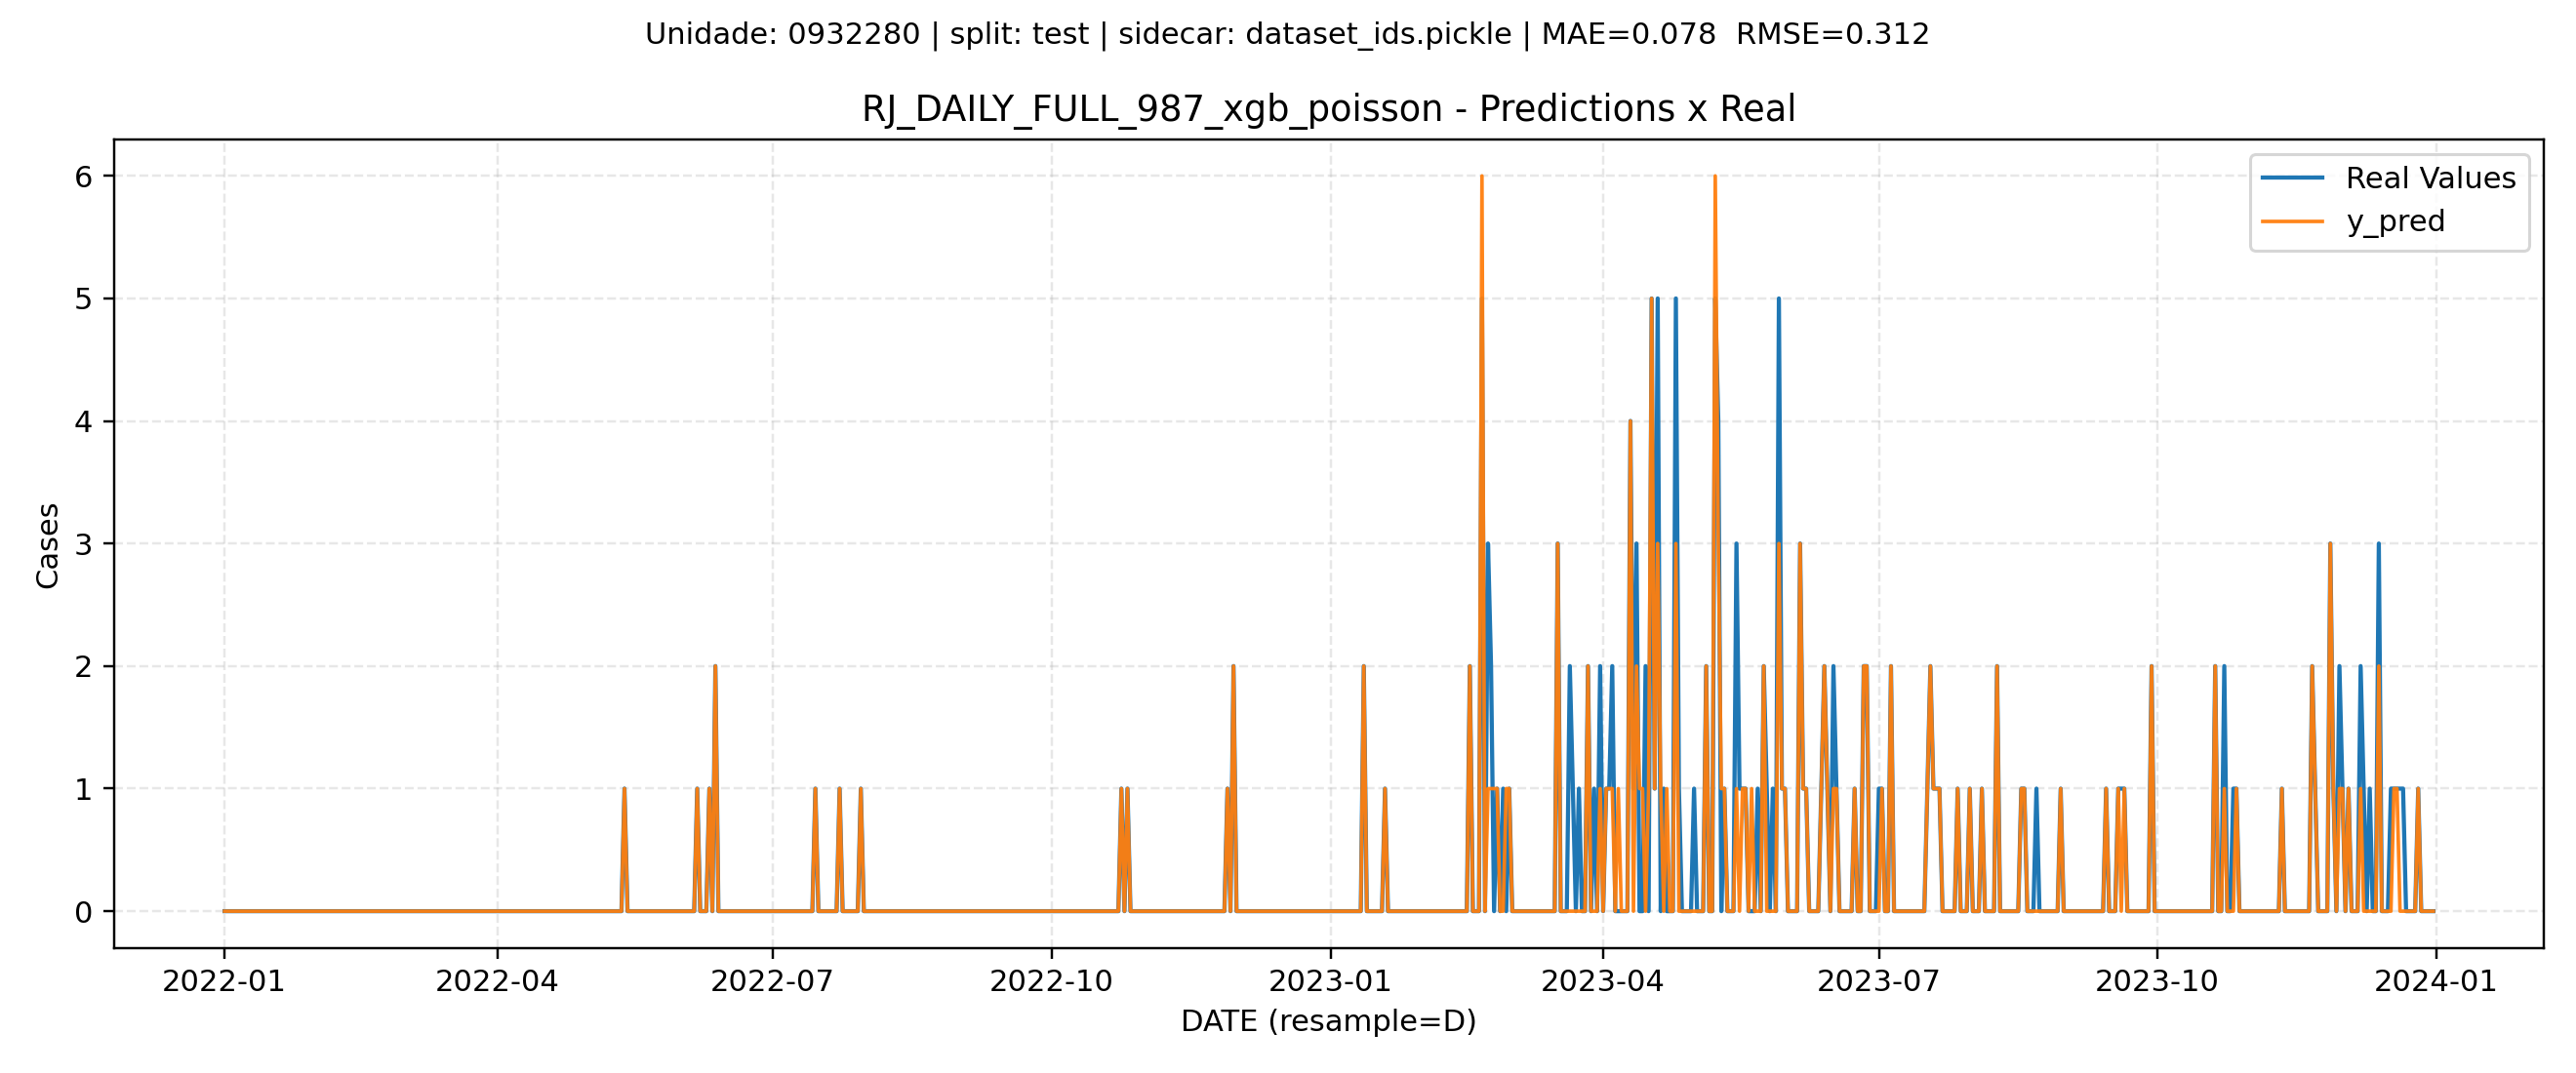 Unidade: 0932280 | split: test | sidecar: dataset_ids.pickle | MAE=0.078  RMSE=0.312
RJ_DAILY_FULL_987_xgb_poisson - Predictions x Real
Real Values
y_pred
6
5
4
3
2
1
0
Cases
2022-01
2022-04
2022-07
2022-10
2023-01
2023-04
2023-07
2023-10
2024-01
DATE (resample=D)